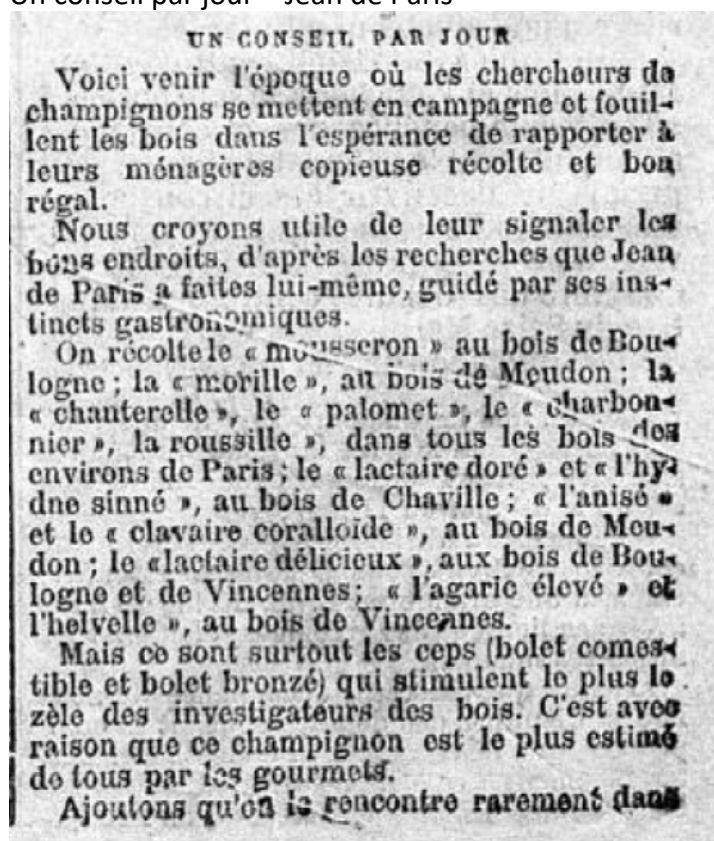 Un conseil par jour – Jean de Paris
UN CONSEIL PAR JOUR
Voici venir l'époque où les chercheurs de
champignons se mettent en campagne et fouil-
lent les bois dans l'espérance de rapporter à
leurs ménagères copieuse récolte et bon
régal.
Nous croyons utile de leur signaler les
bons endroits, d'après les recherches que Jean
de Paris a faites lui-même, guidé par ses ins-
tincts gastronomiques.
On récolte le « mousseron » au bois de Bou-
logne ; la « morille », au bois de Meudon ; la
« chanterelle », le « palomet », le « charbon-
nier », la roussille », dans tous les bois des
environs de Paris ; le « lactaire doré » et « l'hy-
dne sinné », au bois de Chaville ; « l'anisé »
et le « clavaire coralloïde », au bois de Meu-
don ; le «lactaire délicieux », aux bois de Bou-
logne et de Vincennes; « l'agaric élevé » et
l'helvelle », au bois de Vincennes.
Mais ce sont surtout les ceps (bolet comes-
tible et bolet bronzé) qui stimulent le plus le
zèle des investigateurs des bois. C'est avec
raison que ce champignon est le plus estimé
de tous par les gourmets.
Ajoutons qu'on le rencontre rarement dans